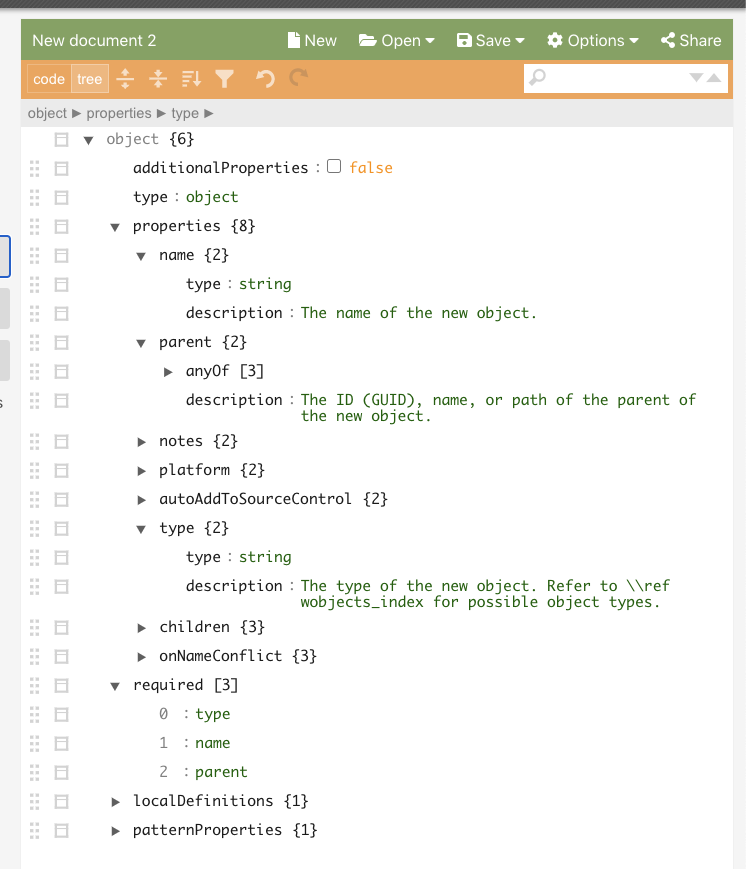 New document 2 New Open Save Options Share
code tree
object ► properties ► type ►
object {6}
additionalProperties : false
type : object
properties {8}
name {2}
type : string
description : The name of the new object.
parent {2}
anyOf [3]
description : The ID (GUID), name, or path of the parent of
the new object.
notes {2}
platform {2}
autoAddToSourceControl {2}
type {2}
type : string
description : The type of the new object. Refer to \\ref
wobjects_index for possible object types.
children {3}
onNameConflict {3}
required [3]
0 : type
1 : name
2 : parent
localDefinitions {1}
patternProperties {1}